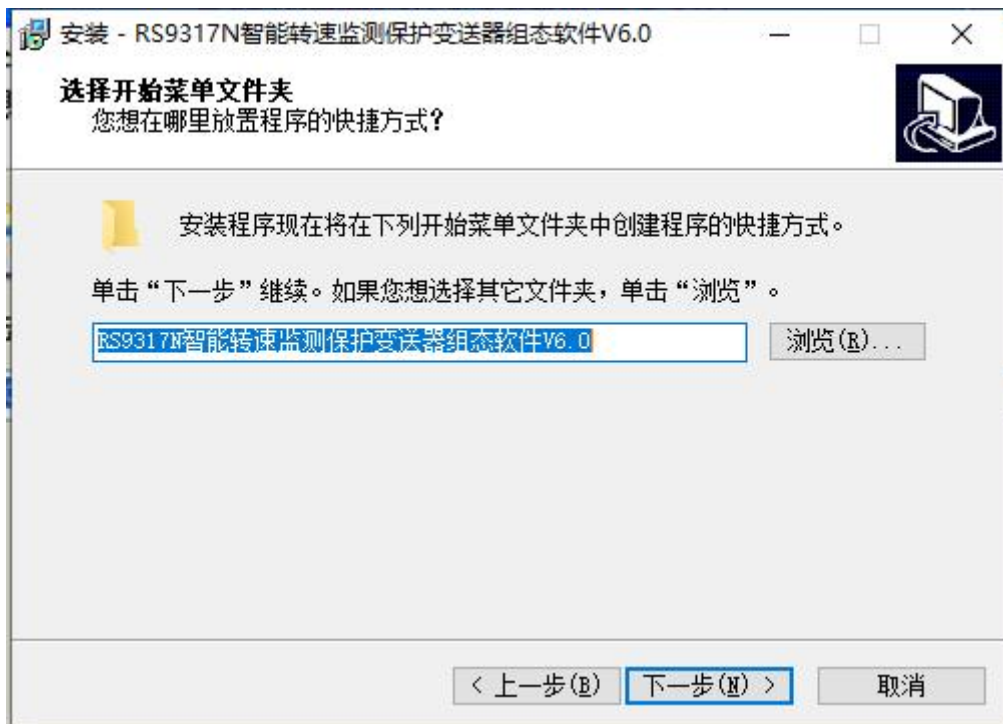 安装 - RS9317N智能转速监测保护变送器组态软件V6.0
选择开始菜单文件夹
您想在哪里放置程序的快捷方式?
安装程序现在将在下列开始菜单文件夹中创建程序的快捷方式。
单击“下一步”继续。如果您想选择其它文件夹，单击“浏览”。
RS9317N智能转速监测保护变送器组态软件V6.0
浏览(R)...
< 上一步(B)
下一步(N) >
取消